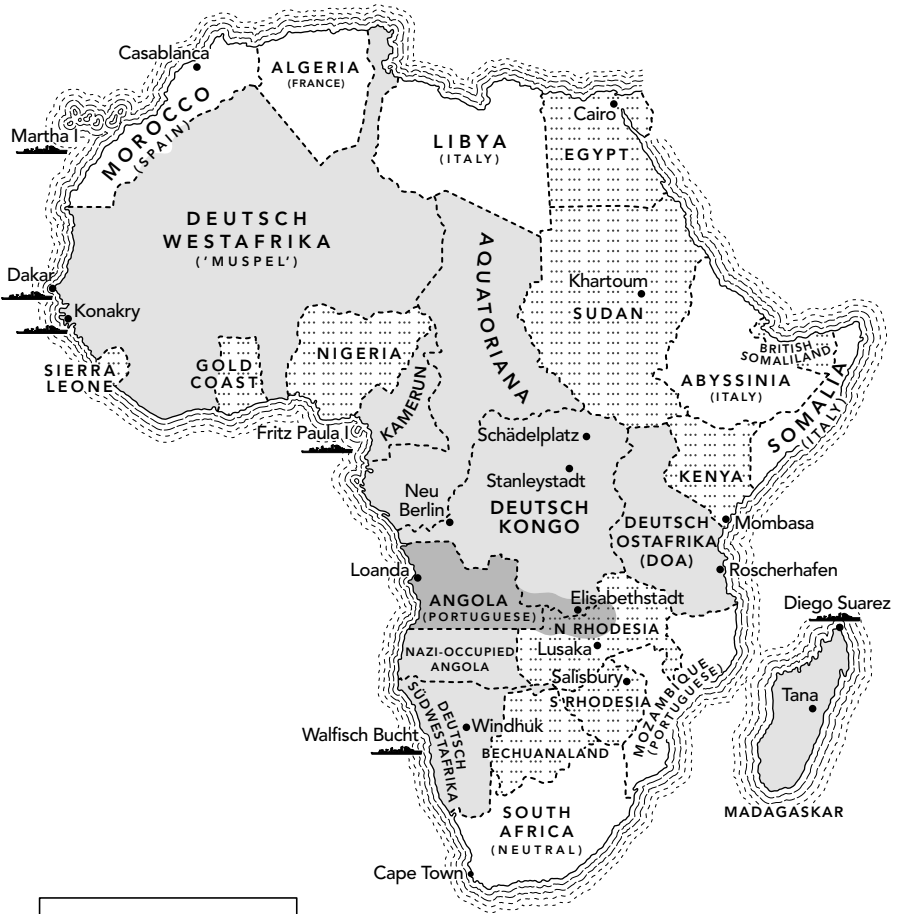 Casablanca
ALGERIA
(FRANCE)
Martha I
MOROCCO
(SPAIN)
LIBYA
(ITALY)
Cairo
EGYPT
DEUTSCH
WESTAFRIKA
('MUSPEL')
AQUATORIANA
Dakar
Konakry
Khartoum
SUDAN
SIERRA
LEONE
GOLD
COAST
NIGERIA
KAMERUN
BRITISH
SOMALILAND
ABYSSINIA
(ITALY)
SOMALIA
(ITALY)
Fritz Paula I
Schädelplatz
Stanleystadt
DEUTSCH
KONGO
KENYA
Neu
Berlin
DEUTSCH
OSTAFRIKA
(DOA)
Mombasa
Roscherhafen
Loanda
ANGOLA
(PORTUGUESE)
Elisabethstadt
N RHODESIA
Diego Suarez
NAZI-OCCUPIED
ANGOLA
Lusaka
Salisbury
S RHODESIA
MOZAMBIQUE
(PORTUGUESE)
Tana
DEUTSCH
SÜDWESTAFRIKA
Windhuk
Walfisch Bucht
BECHUANALAND
MADAGASKAR
SOUTH
AFRICA
(NEUTRAL)
Cape Town